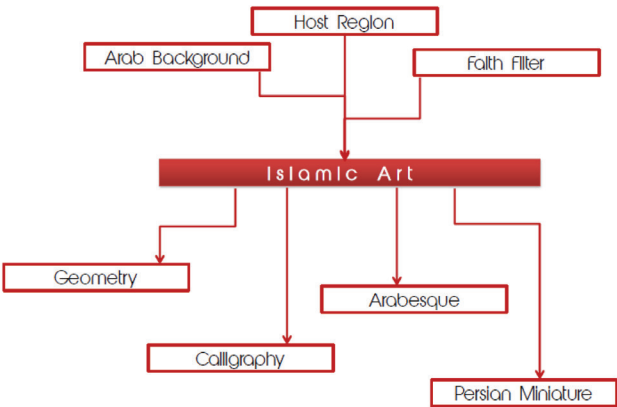 Host Region
Arab Background
Faith Filter
Islamic Art
Geometry
Arabesque
Calligraphy
Persian Miniature